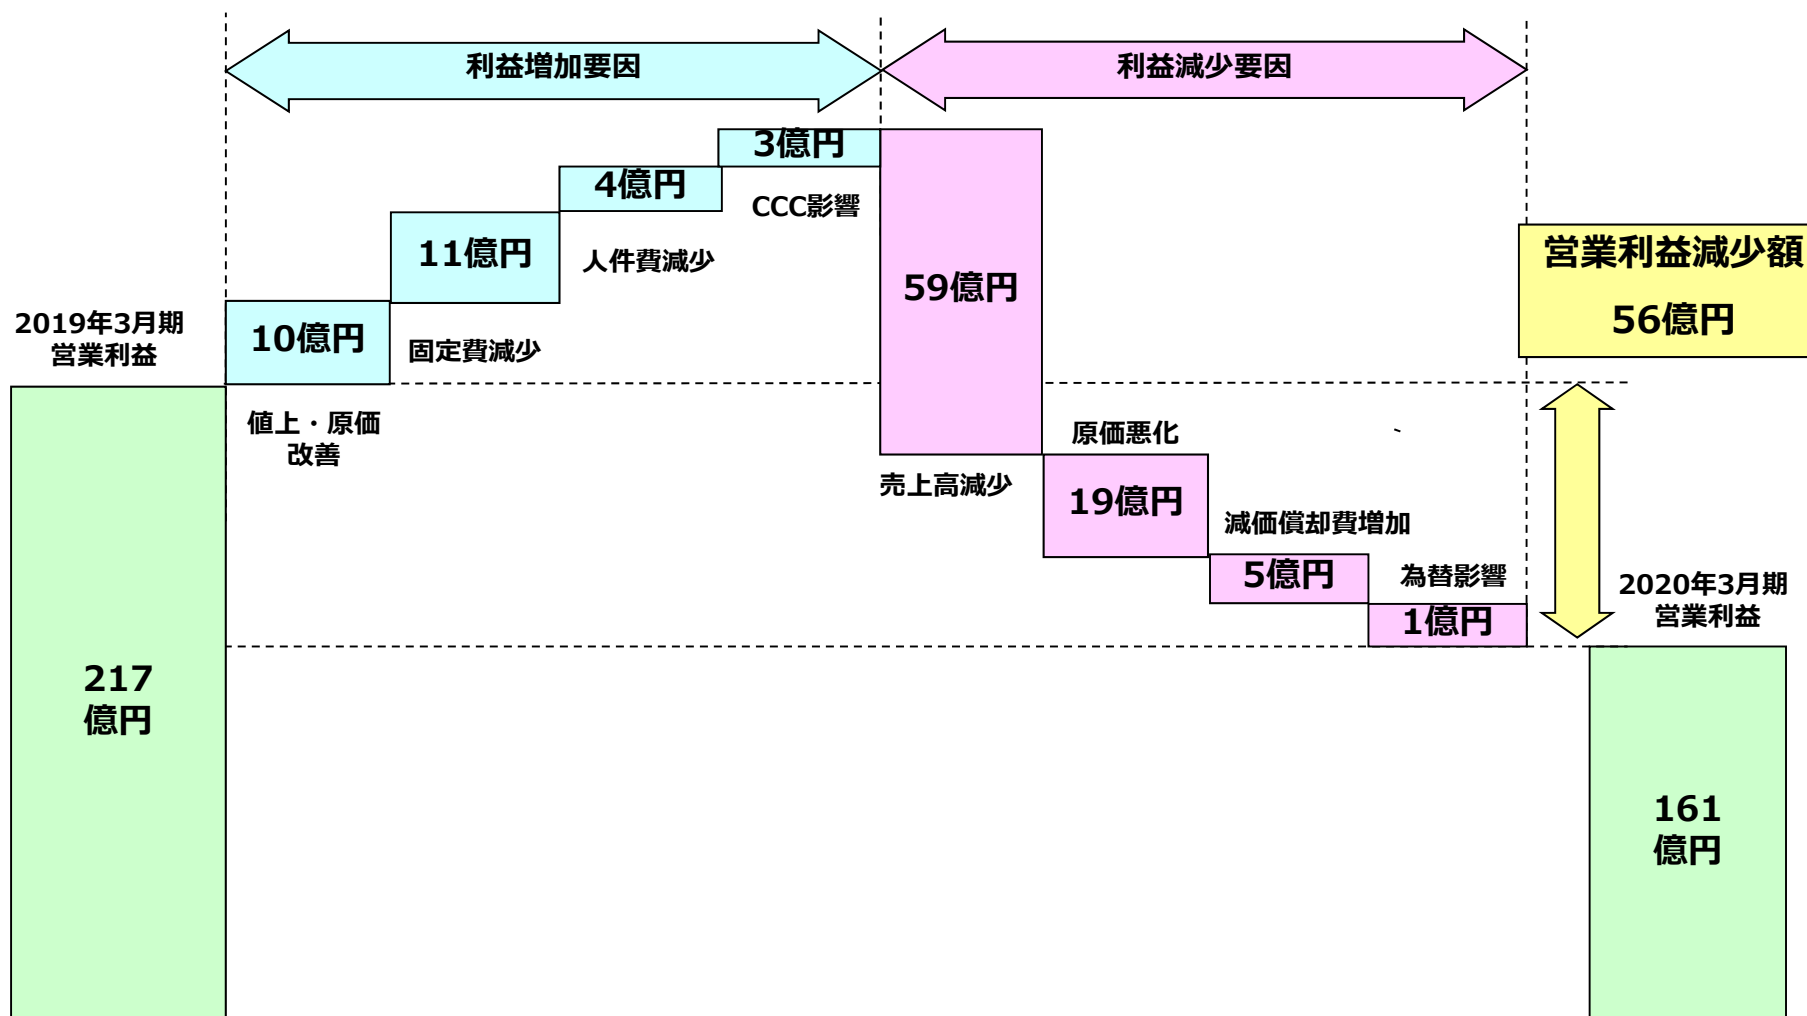 利益増加要因
利益減少要因
3億円
4億円
CCC影響
11億円
人件費減少
59億円
営業利益減少額
56億円
2019年3月期
営業利益
10億円
固定費減少
値上・原価
改善
原価悪化
売上高減少
19億円
減価償却費増加
5億円
為替影響
1億円
2020年3月期
営業利益
217
億円
161
億円